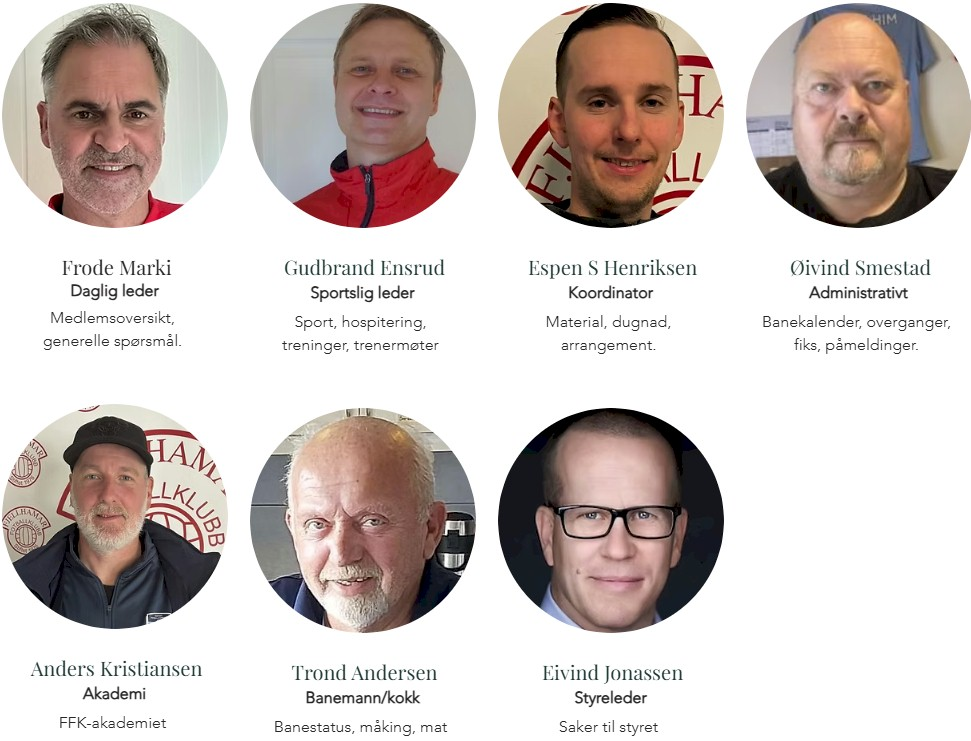 HIM
Frode Marki
Daglig leder
Medlemsoversikt,
generelle spørsmål.
Gudbrand Ensrud
Sportslig leder
Sport, hospitering,
treninger, trenermøter
Espen S Henriksen
Koordinator
Material, dugnad,
arrangement.
Øivind Smestad
Administrativt
Banekalender, overganger,
fiks, påmeldinger.
Anders Kristiansen
Akademi
FFK-akademiet
Trond Andersen
Banemann/kokk
Banestatus, måking, mat
Eivind Jonassen
Styreleder
Saker til styret